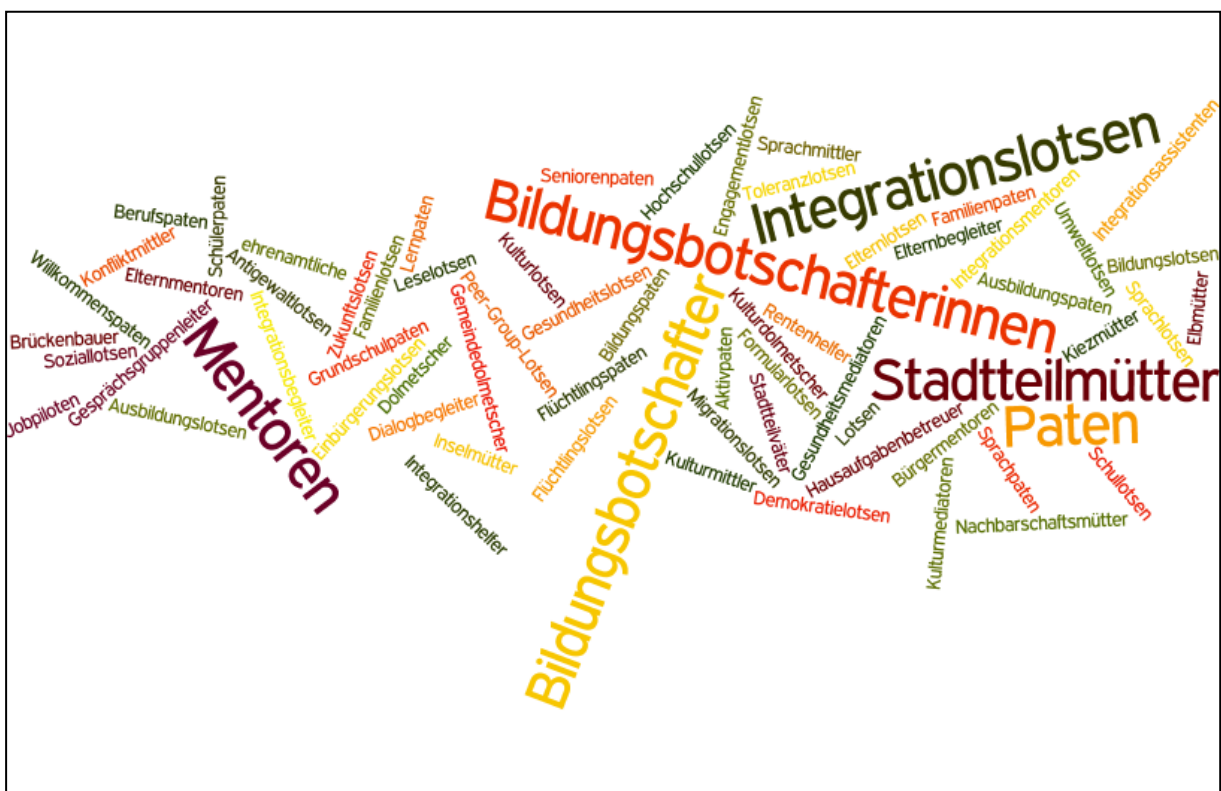 Berufspaten
Schülerpaten
Konfliktmittler
Willkommenspaten
Elternmentoren
Antigewaltlotsen
ehrenamtliche
Brückenbauer
Soziallotsen
Jobpiloten
Gesprächsgruppenleiter
Ausbildungslotsen
Mentoren
Integrationsbegleiter
Zukunftslotsen
Familienlotsen
Lernpaten
Leselotsen
Grundschulpaten
Einbürgerungslotsen
Dolmetscher
Dialogbegleiter
Inselmütter
Integrationshelfer
Gemeindedolmetscher
Peer-Group-Lotsen
Kulturlotsen
Seniorenpaten
Bildungsbotschafterinnen
Gesundheitslotsen
Bildungspaten
Flüchtlingspaten
Flüchtlingslotsen
Bildungsbotschafter
Hochschullotsen
Engagementlotsen
Sprachmittler
Toleranzlotsen
Integrationslotsen
Elternlotsen
Familienpaten
Elternbegleiter
Integrationsmentoren
Integrationsassistenten
Umweltlotsen
Bildungslotsen
Ausbildungspaten
Sprachlotsen
Elbmütter
Kiezmütter
Kulturdolmetscher
Rentenhelfer
Formularlotsen
Aktivpaten
Stadtteilväter
Migrationslotsen
Gesundheitsmediatoren
Lotsen
Stadtteilmütter
Paten
Kulturmittler
Demokratielotsen
Hausaufgabenbetreuer
Bürgermentoren
Sprachpaten
Schullotsen
Kulturmediatoren
Nachbarschaftsmütter